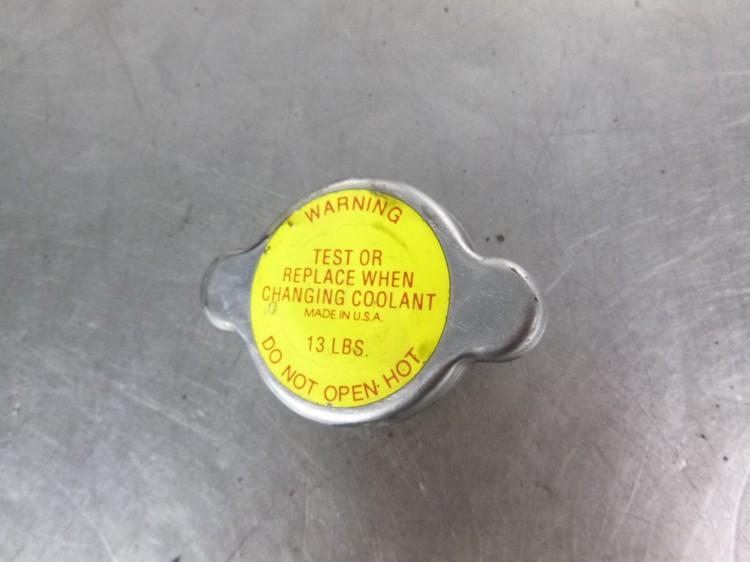 WARNING
TEST OR
REPLACE WHEN
CHANGING COOLANT
MADE IN U.S.A.
13 LBS.
DO NOT OPEN HOT